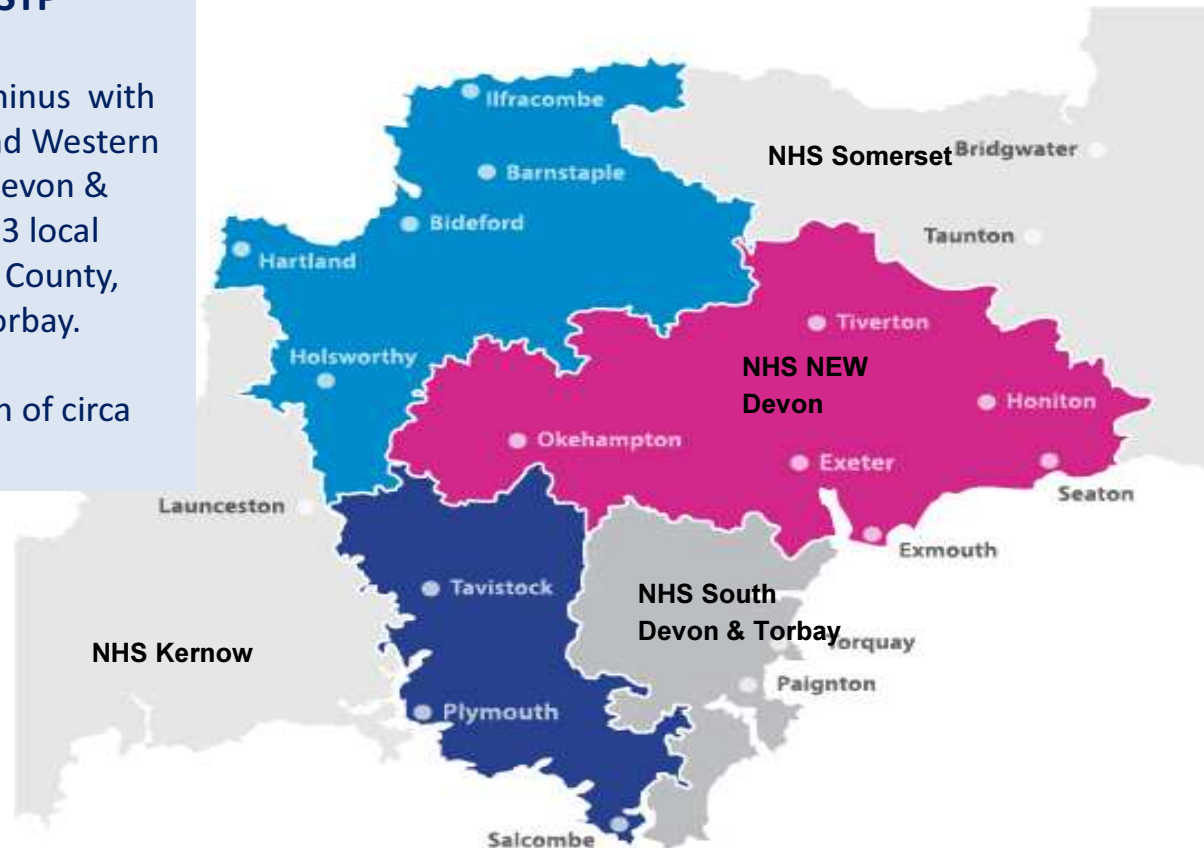 STP
minus with
nd Western
Devon &
3 local
County,
orbay.
n of circa
Ilfracombe
NHS Somerset
Bridgwater
Barnstaple
Bideford
Taunton
Hartland
Tiverton
Holsworthy
NHS NEW
Devon
Honiton
Okehampton
Exeter
Seaton
Launceston
Exmouth
Tavistock
NHS South
Devon & Torbay
Torquay
NHS Kernow
Paignton
Plymouth
Salcombe